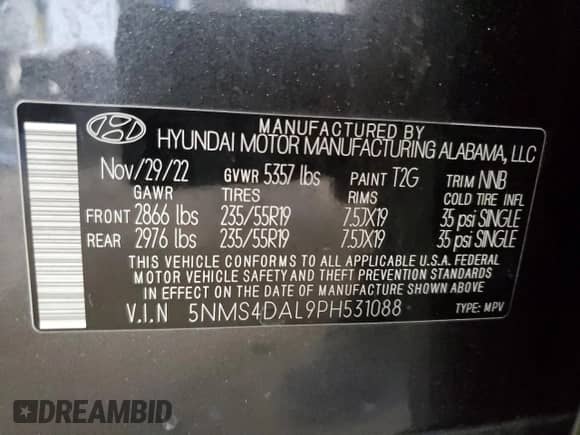 MANUFACTURED BY
HYUNDAI MOTOR MANUFACTURING ALABAMA, LLC
Nov/29/22 GVWR 5357 lbs PAINT T2G TRIM NNB
GAWR TIRES RIMS COLD TIRE INFL
FRONT 2866 lbs 235/55R19 7.5JX19 35 psi SINGLE
REAR 2976 lbs 235/55R19 7.5JX19 35 psi SINGLE
THIS VEHICLE CONFORMS TO ALL APPLICABLE U.S.A. FEDERAL
MOTOR VEHICLE SAFETY AND THEFT PREVENTION STANDARDS
IN EFFECT ON THE DATE OF MANUFACTURE SHOWN ABOVE.
V.I.N 5NMS4DAL9PH531088 TYPE: MPV
DREAMBID